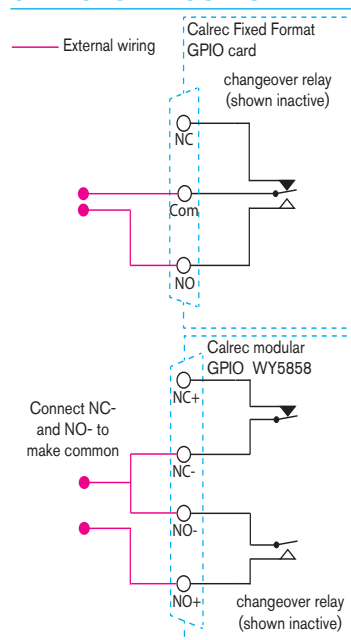 Calrec Fixed Format
GPIO card
External wiring
changeover relay
(shown inactive)
NC
Com
NO
Calrec modular
GPIO WY5858
NC+
Connect NC-
and NO- to
make common
NC-
NO-
NO+
changeover relay
(shown inactive)